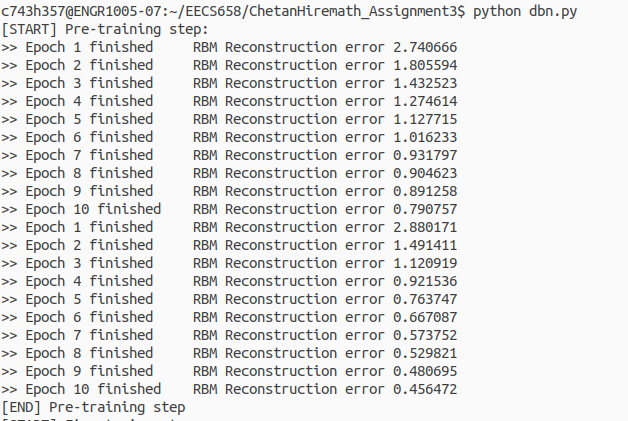 c743h357@ENGR1005-07:~/EECS658/ChetanHiremath_Assignment3$ python dbn.py
[START] Pre-training step:
>> Epoch 1 finished     RBM Reconstruction error 2.740666
>> Epoch 2 finished     RBM Reconstruction error 1.805594
>> Epoch 3 finished     RBM Reconstruction error 1.432523
>> Epoch 4 finished     RBM Reconstruction error 1.274614
>> Epoch 5 finished     RBM Reconstruction error 1.127715
>> Epoch 6 finished     RBM Reconstruction error 1.016233
>> Epoch 7 finished     RBM Reconstruction error 0.931797
>> Epoch 8 finished     RBM Reconstruction error 0.904623
>> Epoch 9 finished     RBM Reconstruction error 0.891258
>> Epoch 10 finished    RBM Reconstruction error 0.790757
>> Epoch 1 finished     RBM Reconstruction error 2.880171
>> Epoch 2 finished     RBM Reconstruction error 1.491411
>> Epoch 3 finished     RBM Reconstruction error 1.120919
>> Epoch 4 finished     RBM Reconstruction error 0.921536
>> Epoch 5 finished     RBM Reconstruction error 0.763747
>> Epoch 6 finished     RBM Reconstruction error 0.667087
>> Epoch 7 finished     RBM Reconstruction error 0.573752
>> Epoch 8 finished     RBM Reconstruction error 0.529821
>> Epoch 9 finished     RBM Reconstruction error 0.480695
>> Epoch 10 finished    RBM Reconstruction error 0.456472
[END] Pre-training step